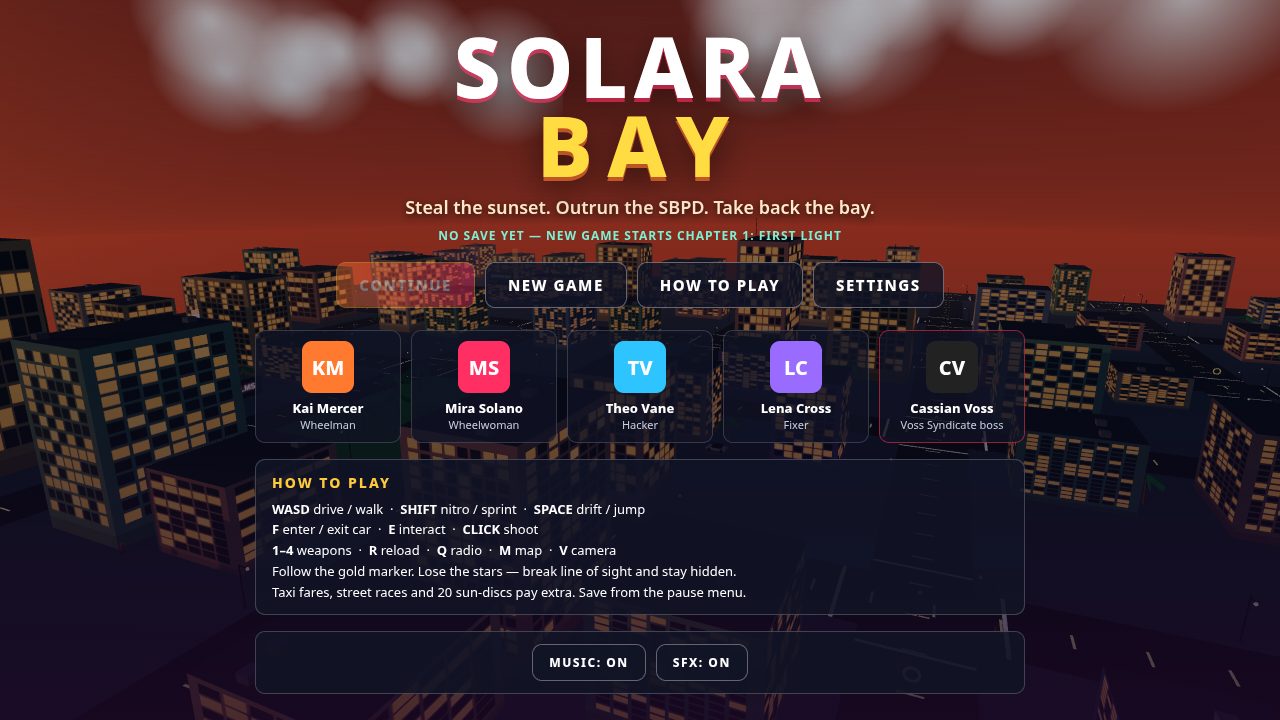 SOLARA
BAY
Steal the sunset. Outrun the SBPD. Take back the bay.
NO SAVE YET — NEW GAME STARTS CHAPTER 1: FIRST LIGHT
CONTINUE NEW GAME HOW TO PLAY SETTINGS
KM MS TV LC CV
Kai Mercer Mira Solano Theo Vane Lena Cross Cassian Voss
Wheelman Wheelwoman Hacker Fixer Voss Syndicate boss
HOW TO PLAY
WASD drive / walk · SHIFT nitro / sprint · SPACE drift / jump
F enter / exit car · E interact · CLICK shoot
1–4 weapons · R reload · Q radio · M map · V camera
Follow the gold marker. Lose the stars — break line of sight and stay hidden.
Taxi fares, street races and 20 sun-discs pay extra. Save from the pause menu.
MUSIC: ON SFX: ON